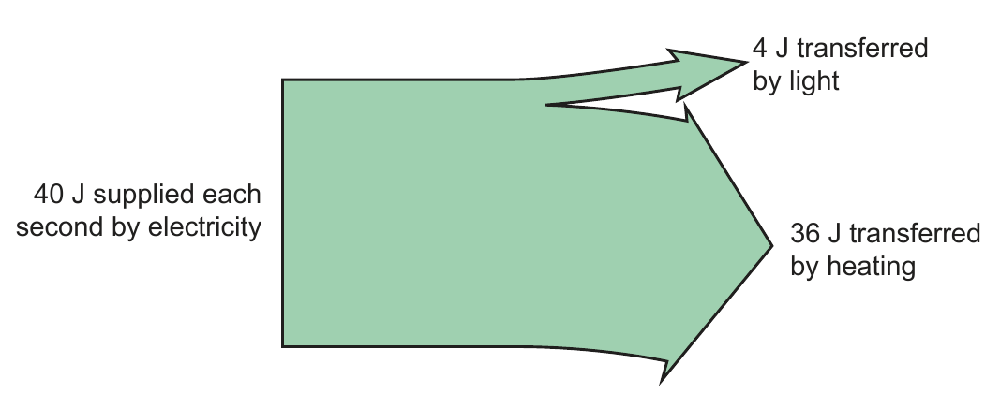 4 J transferred
by light
40 J supplied each
second by electricity
36 J transferred
by heating